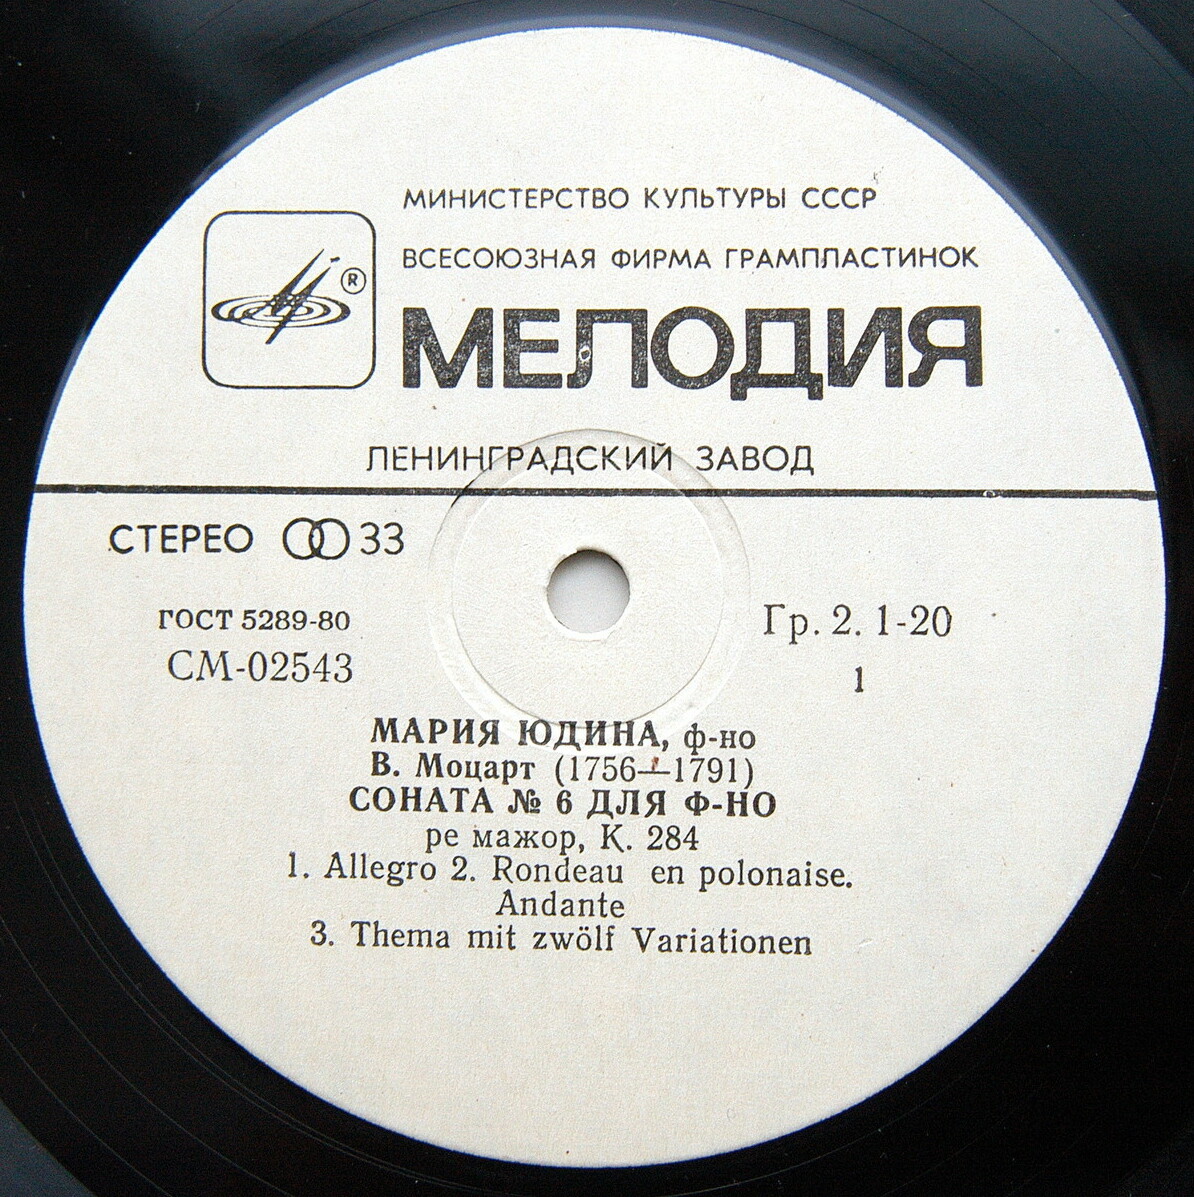 МИНИСТЕРСТВО КУЛЬТУРЫ СССР
ВСЕСОЮЗНАЯ ФИРМА ГРАМПЛАСТИНОК
®
МЕЛОДИЯ
ЛЕНИНГРАДСКИЙ ЗАВОД
СТЕРЕО 33
ГОСТ 5289-80
Гр. 2. 1-20
СМ-02543
1
МАРИЯ ЮДИНА, ф-но
В. Моцарт (1756—1791)
СОНАТА № 6 ДЛЯ Ф-НО
ре мажор, К. 284
1. Allegro 2. Rondeau en polonaise.
Andante
3. Thema mit zwölf Variationen